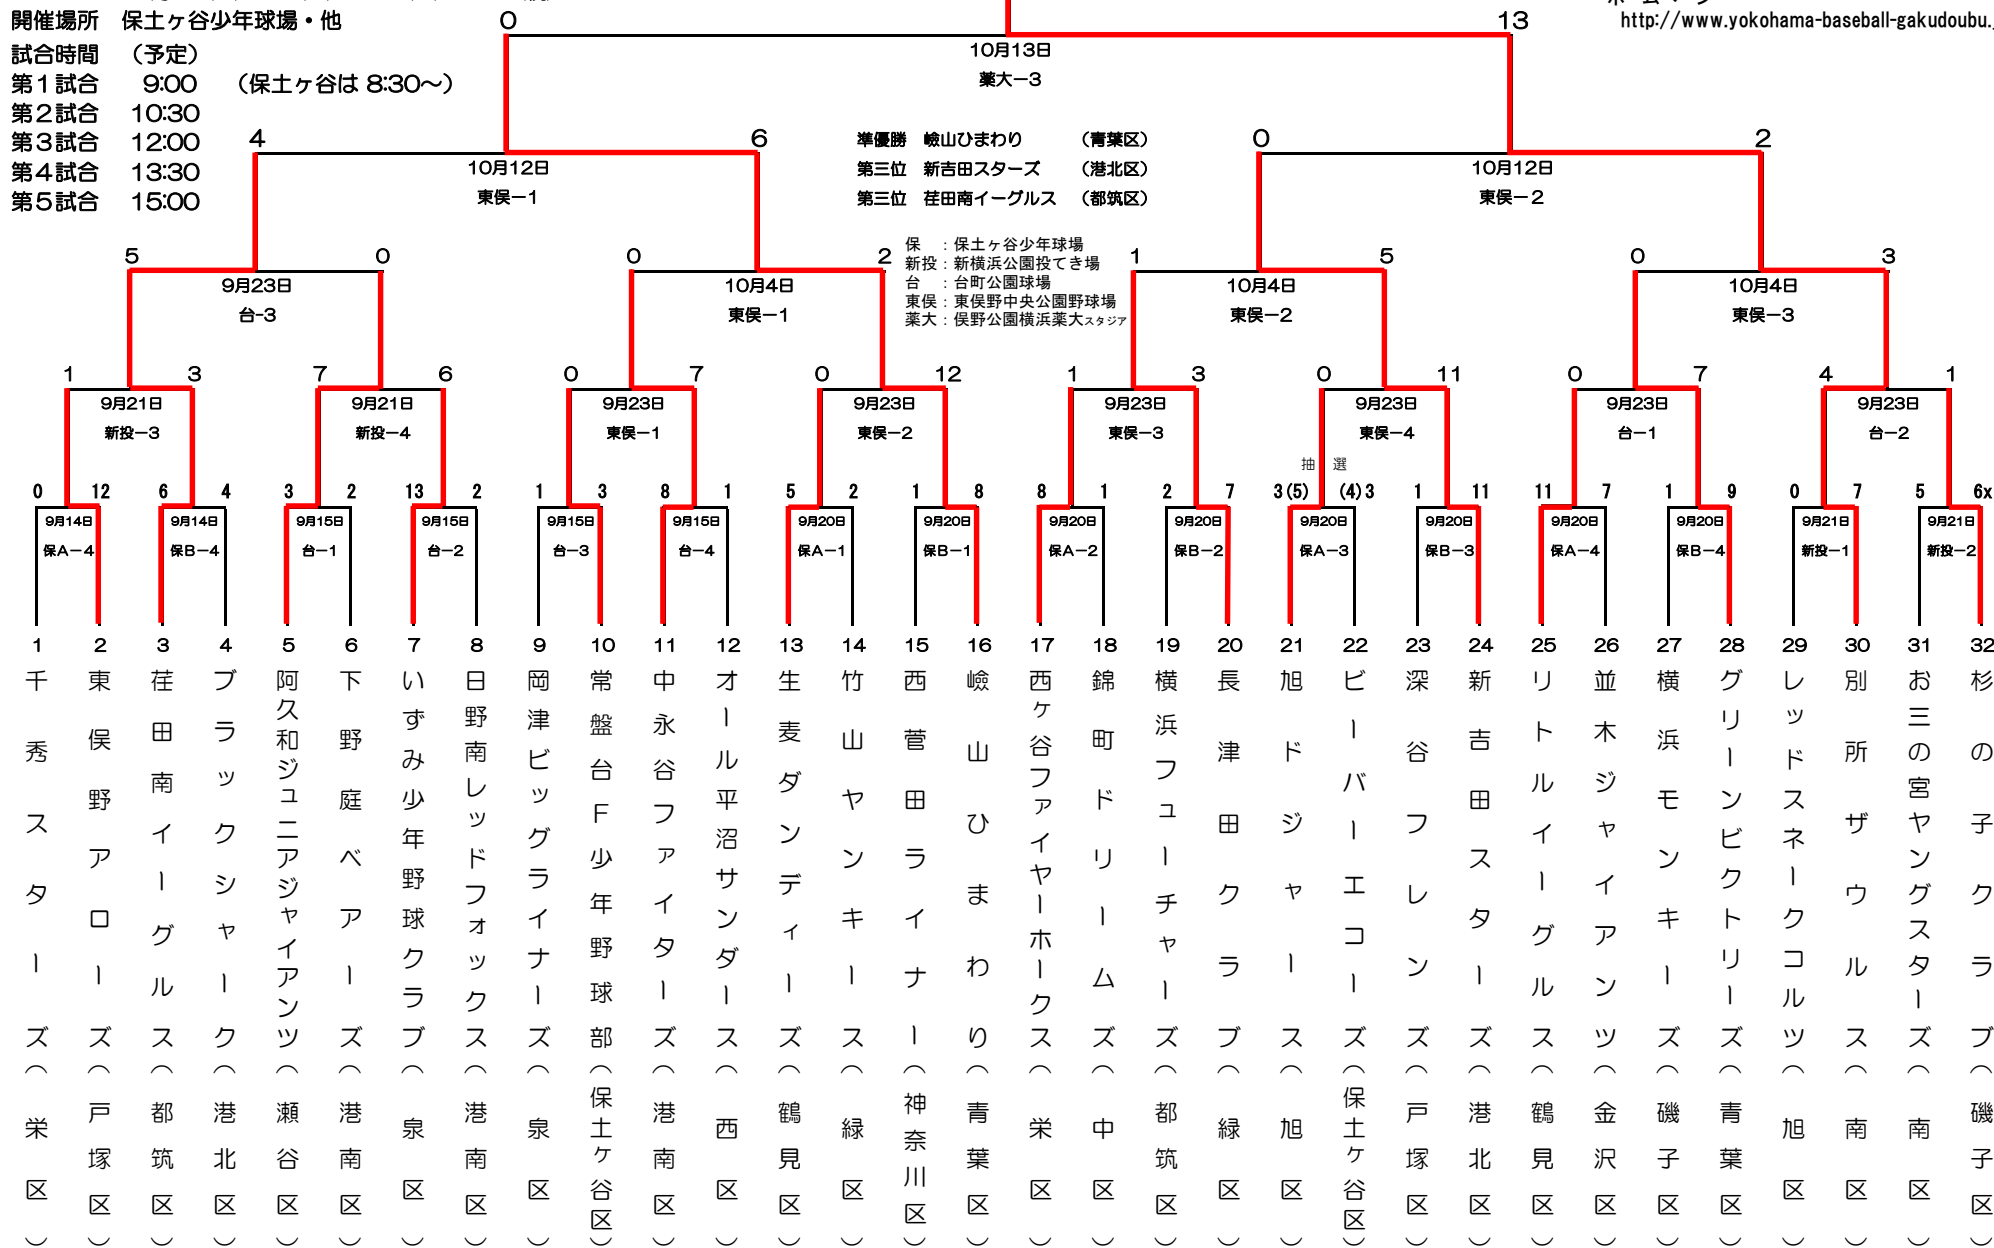 開催場所 保土ヶ谷少年球場・他
http://www.yokohama-baseball-gakudoubu.
試合時間 (予定)
第1試合 9:00 (保土ヶ谷は 8:30～)
第2試合 10:30
第3試合 12:00
第4試合 13:30
第5試合 15:00
0 13
10月13日
薬大－3
準優勝 嶮山ひまわり (青葉区)
第三位 新吉田スターズ (港北区)
第三位 荏田南イーグルス (都筑区)
4 6 0 2
10月12日 10月12日
東俣－1 東俣－2
保 ：保土ヶ谷少年球場
新投：新横浜公園投てき場
台 ：台町公園球場
東俣：東俣野中央公園野球場
薬大：俣野公園横浜薬大スタジア
5 0 0 2 1 5 0 3
9月23日 10月4日 10月4日 10月4日
台-3 東俣－1 東俣－2 東俣－3
1 3 7 6 0 7 0 12 1 3 0 11 0 7 4 1
9月21日 9月21日 9月23日 9月23日 9月23日 9月23日 9月23日 9月23日
新投－3 新投－4 東俣－1 東俣－2 東俣－3 東俣－4 台－1 台－2
抽選
0 12 6 4 3 2 13 2 1 3 8 1 5 2 1 8 8 1 2 7 3(5) (4)3 1 11 11 7 1 9 0 7 5 6x
9月14日 9月14日 9月15日 9月15日 9月15日 9月15日 9月20日 9月20日 9月20日 9月20日 9月20日 9月20日 9月20日 9月20日 9月21日 9月21日
保A－4 保B－4 台－1 台－2 台－3 台－4 保A－1 保B－1 保A－2 保B－2 保A－3 保B－3 保A－4 保B－4 新投－1 新投－2
1 千秀スターズ(栄区)
2 東俣野アローズ(戸塚区)
3 荏田南イーグルス(都筑区)
4 ブラックシャーク(港北区)
5 阿久和ジュニアジャイアンツ(瀬谷区)
6 下野庭ベアーズ(港南区)
7 いずみ少年野球クラブ(泉区)
8 日野南レッドフォックス(港南区)
9 岡津ビッグライナーズ(泉区)
10 常盤台F少年野球部(保土ヶ谷区)
11 中永谷ファイターズ(港南区)
12 オール平沼サンダース(西区)
13 生麦ダンディーズ(鶴見区)
14 竹山ヤンキース(緑区)
15 西菅田ライナー(神奈川区)
16 嶮山ひまわり(青葉区)
17 西ヶ谷ファイヤーホークス(栄区)
18 錦町ドリームズ(中区)
19 横浜フューチャーズ(都筑区)
20 長津田クラブ(緑区)
21 旭ドジャース(旭区)
22 ビーバーエコーズ(保土ヶ谷区)
23 深谷フレンズ(戸塚区)
24 新吉田スターズ(港北区)
25 リトルイーグルス(鶴見区)
26 並木ジャイアンツ(金沢区)
27 横浜モンキーズ(磯子区)
28 グリーンビクトリーズ(青葉区)
29 レッドスネークコルツ(旭区)
30 別所ザウルス(南区)
31 お三の宮ヤングスターズ(南区)
32 杉の子クラブ(磯子区)